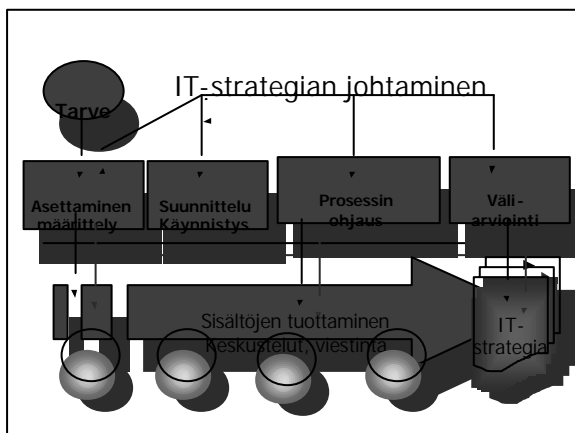 IT-strategian johtaminen
Tarve
Asettaminen
määrittely
Suunnittelu
Käynnistys
Prosessin
ohjaus
Väli-
arviointi
Sisältöjen tuottaminen
Keskustelut, viestintä
IT-
strategia